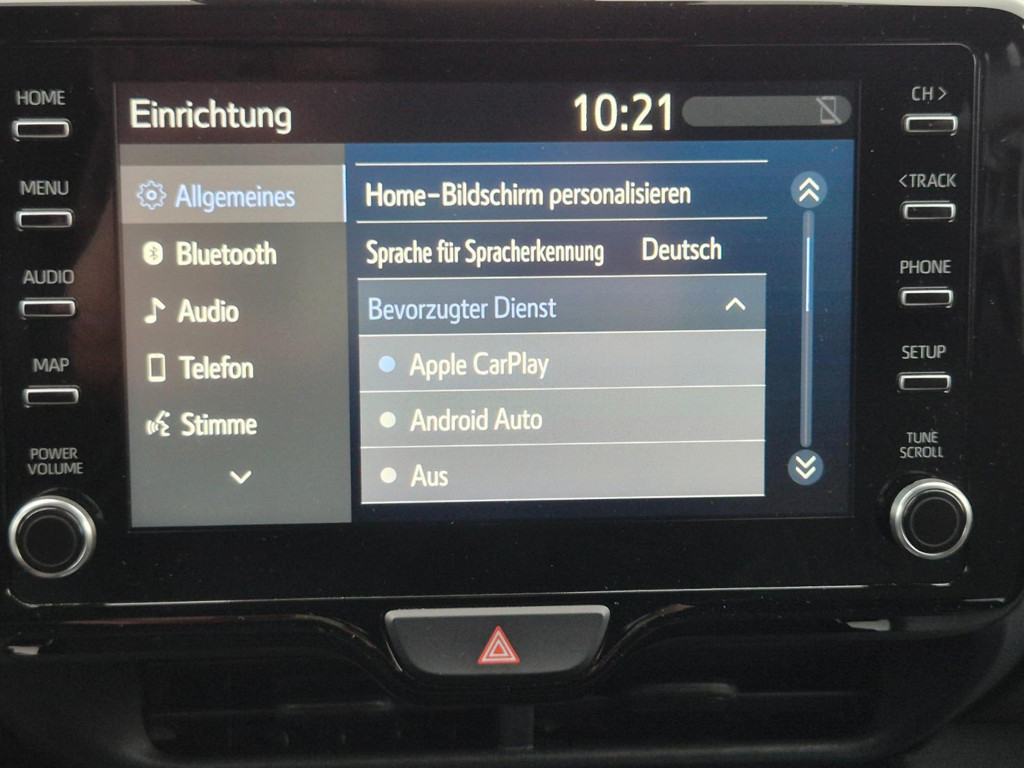 HOME
MENU
AUDIO
MAP
POWER
VOLUME
Einrichtung
10:21
Allgemeines
Bluetooth
Audio
Telefon
Stimme
Home-Bildschirm personalisieren
Sprache für Spracherkennung Deutsch
Bevorzugter Dienst
Apple CarPlay
Android Auto
Aus
CH >
< TRACK
PHONE
SETUP
TUNE
SCROLL